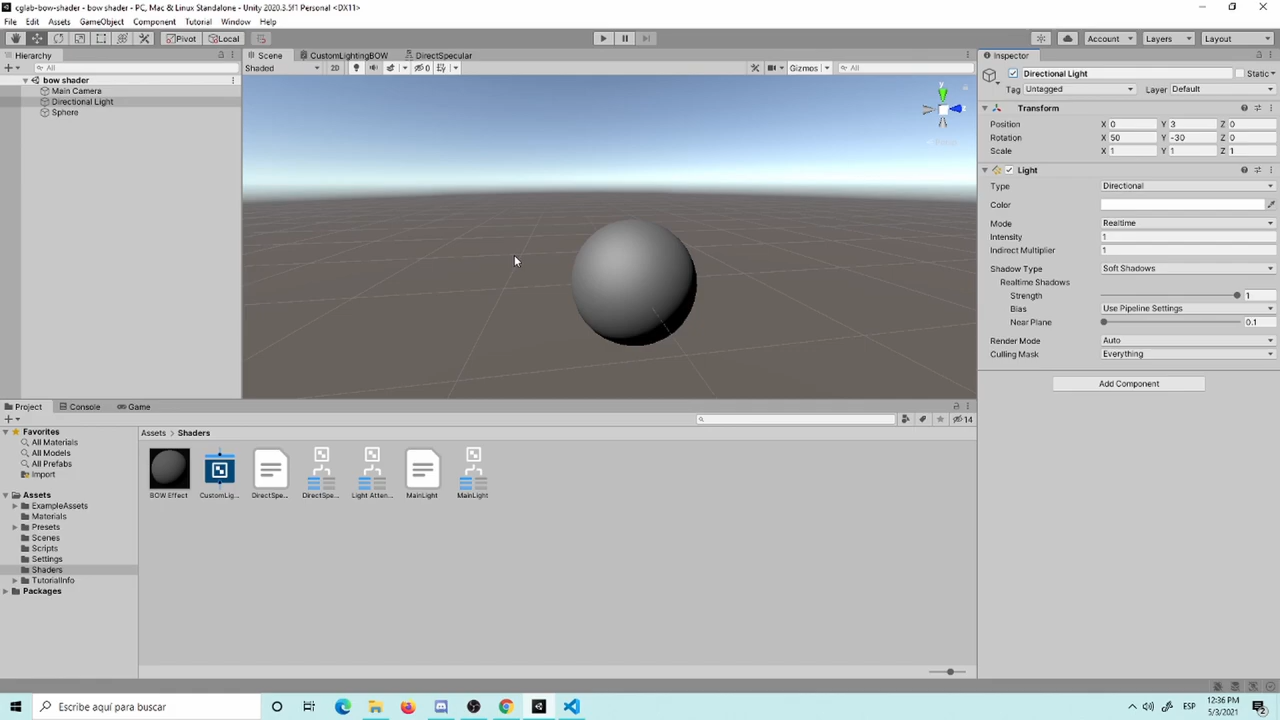 cglab-bow-shader - bow shader - PC, Mac & Linux Standalone - Unity 2020.3.5f1 Personal <DX11>
File Edit Assets GameObject Component Tutorial Window Help
Pivot Local Account Layers Layout
Hierarchy Scene CustomLightingBOW DirectSpecular Inspector
All Shaded 2D 0 Gizmos All
bow shader
Main Camera
Directional Light
Sphere
Directional Light Static
Tag Untagged Layer Default
Transform
Position X 0 Y 3 Z 0
Rotation X 50 Y -30 Z 0
Scale X 1 Y 1 Z 1
Light
Type Directional
Color
Mode Realtime
Intensity 1
Indirect Multiplier 1
Shadow Type Soft Shadows
Realtime Shadows
Strength 1
Bias Use Pipeline Settings
Near Plane 0.1
Render Mode Auto
Culling Mask Everything
Add Component
Project Console Game
14
Favorites
All Materials
All Models
All Prefabs
Import
Assets
ExampleAssets
Materials
Presets
Scenes
Scripts
Settings
Shaders
TutorialInfo
Packages
Assets > Shaders
BOW Effect CustomLig... DirectSpe... DirectSpe... Light Atten... MainLight MainLight
Escribe aquí para buscar
ESP
12:36 PM
5/3/2021
2